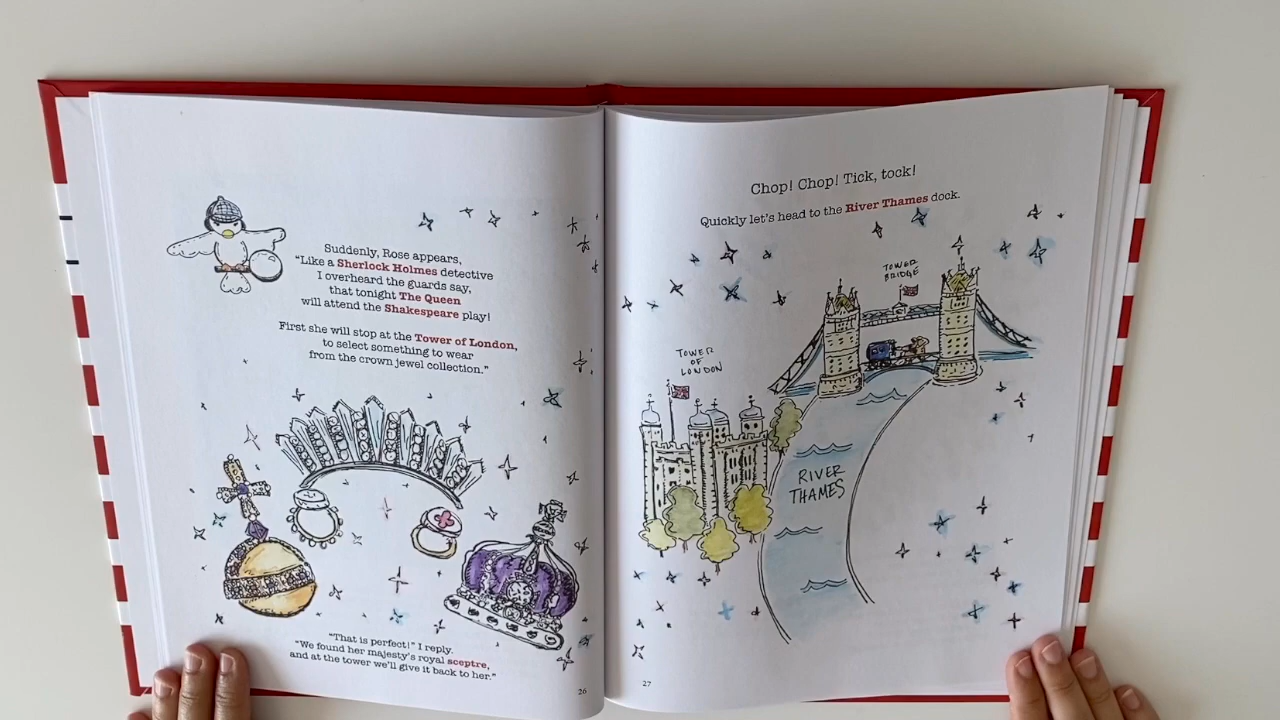 Suddenly, Rose appears,
"Like a Sherlock Holmes detective
I overheard the guards say,
that tonight The Queen
will attend the Shakespeare play!
First she will stop at the Tower of London,
to select something to wear
from the crown jewel collection."
"That is perfect!" I reply.
"We found her majesty's royal sceptre,
and at the tower we'll give it back to her."
26
Chop! Chop! Tick, tock!
Quickly let's head to the River Thames dock.
TOWER
BRIDGE
TOWER
OF
LONDON
RIVER
THAMES
27